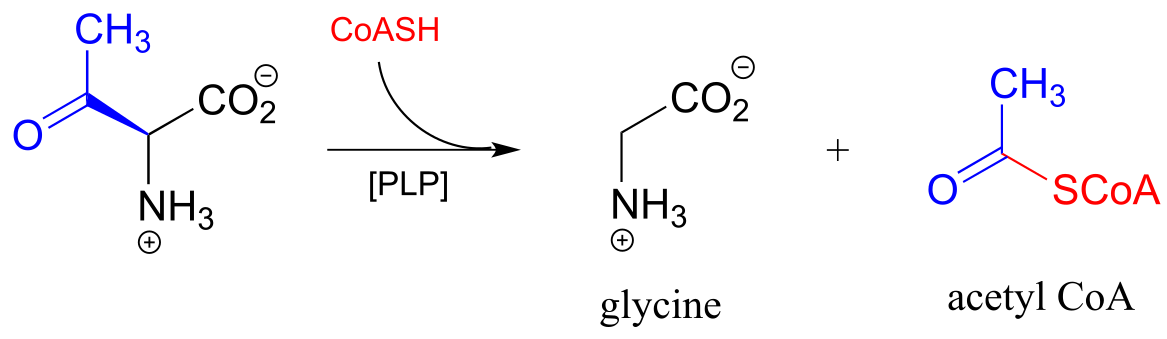 CH₃
O
CO₂ ⊖
NH₃
⊕
CoASH
[PLP]
CO₂ ⊖
NH₃
⊕
glycine
+
CH₃
O
SCoA
acetyl CoA